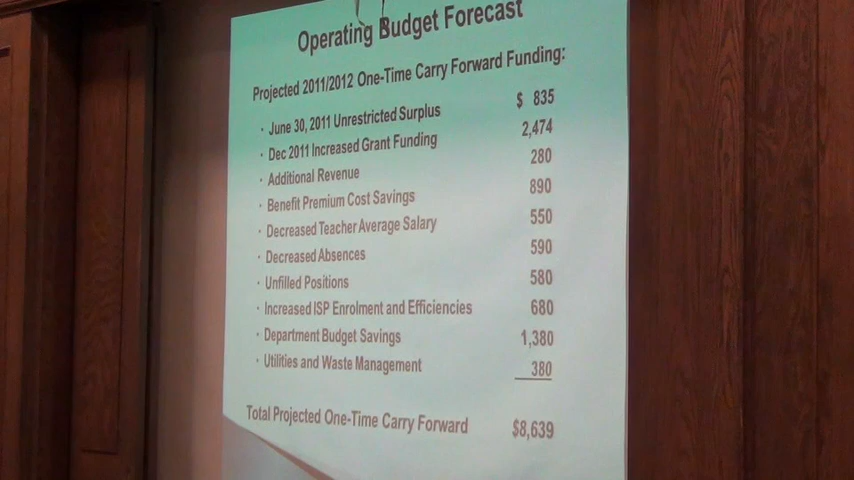 Operating Budget Forecast
Projected 2011/2012 One-Time Carry Forward Funding:
· June 30, 2011 Unrestricted Surplus $ 835
· Dec 2011 Increased Grant Funding 2,474
· Additional Revenue 280
· Benefit Premium Cost Savings 890
· Decreased Teacher Average Salary 550
· Decreased Absences 590
· Unfilled Positions 580
· Increased ISP Enrolment and Efficiencies 680
· Department Budget Savings 1,380
· Utilities and Waste Management 380
Total Projected One-Time Carry Forward $8,639